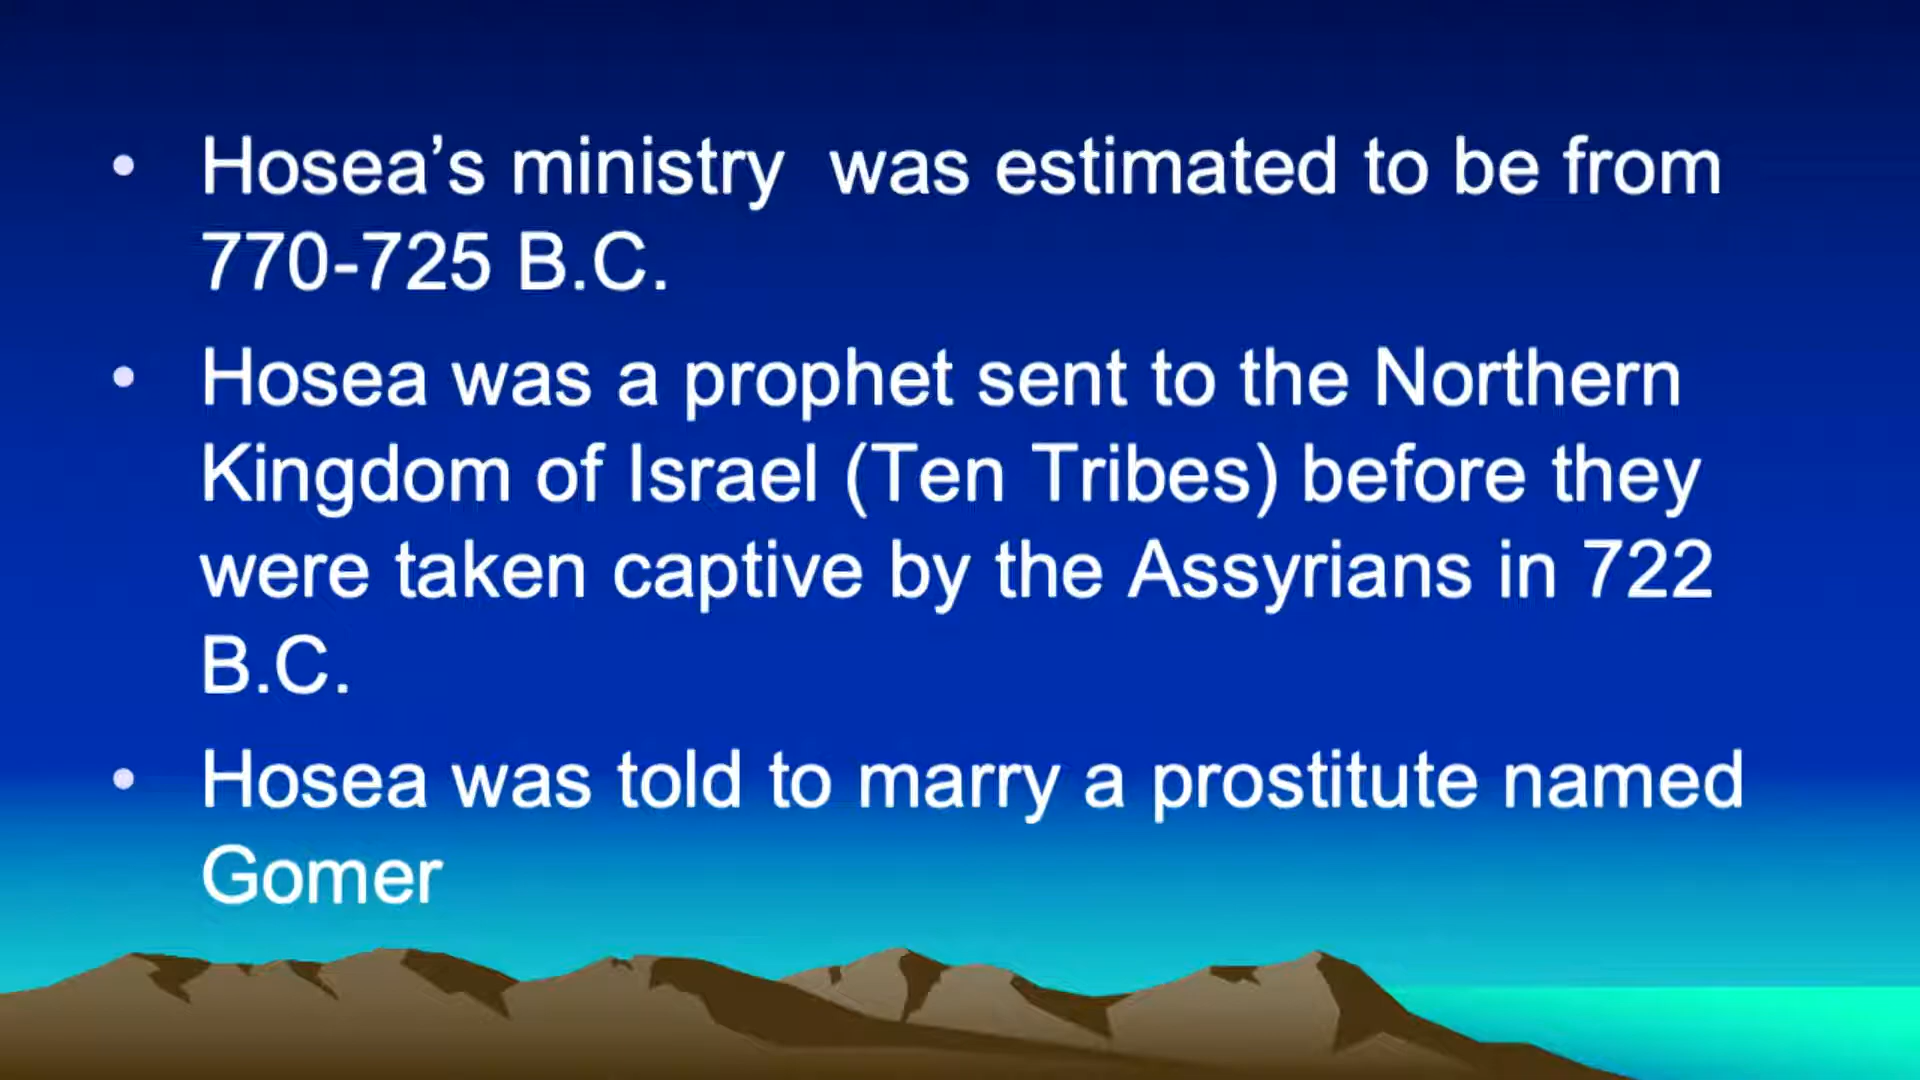 • Hosea’s ministry  was estimated to be from
770-725 B.C.
• Hosea was a prophet sent to the Northern
Kingdom of Israel (Ten Tribes) before they
were taken captive by the Assyrians in 722
B.C.
• Hosea was told to marry a prostitute named
Gomer